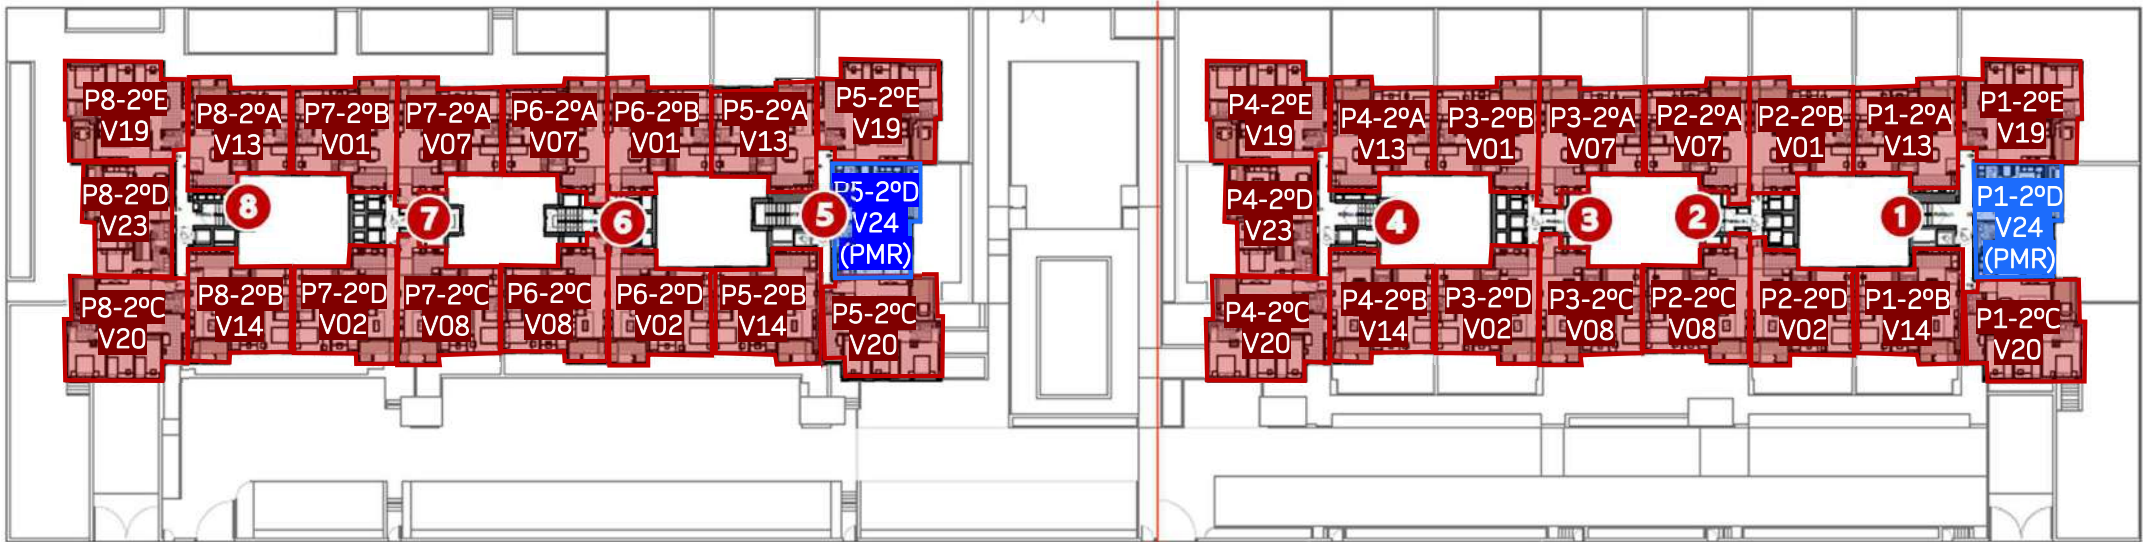 P8-2ºE
V19
P8-2ºA
V13
P7-2ºB
V01
P7-2ºA
V07
P6-2ºA
V07
P6-2ºB
V01
P5-2ºA
V13
P5-2ºE
V19
P4-2ºE
V19
P4-2ºA
V13
P3-2ºB
V01
P3-2ºA
V07
P2-2ºA
V07
P2-2ºB
V01
P1-2ºA
V13
P1-2ºE
V19
P8-2ºD
V23
8
7
6
5
P5-2ºD
V24
(PMR)
P4-2ºD
V23
4
3
2
1
P1-2ºD
V24
(PMR)
P8-2ºC
V20
P8-2ºB
V14
P7-2ºD
V02
P7-2ºC
V08
P6-2ºC
V08
P6-2ºD
V02
P5-2ºB
V14
P5-2ºC
V20
P4-2ºC
V20
P4-2ºB
V14
P3-2ºD
V02
P3-2ºC
V08
P2-2ºC
V08
P2-2ºD
V02
P1-2ºB
V14
P1-2ºC
V20